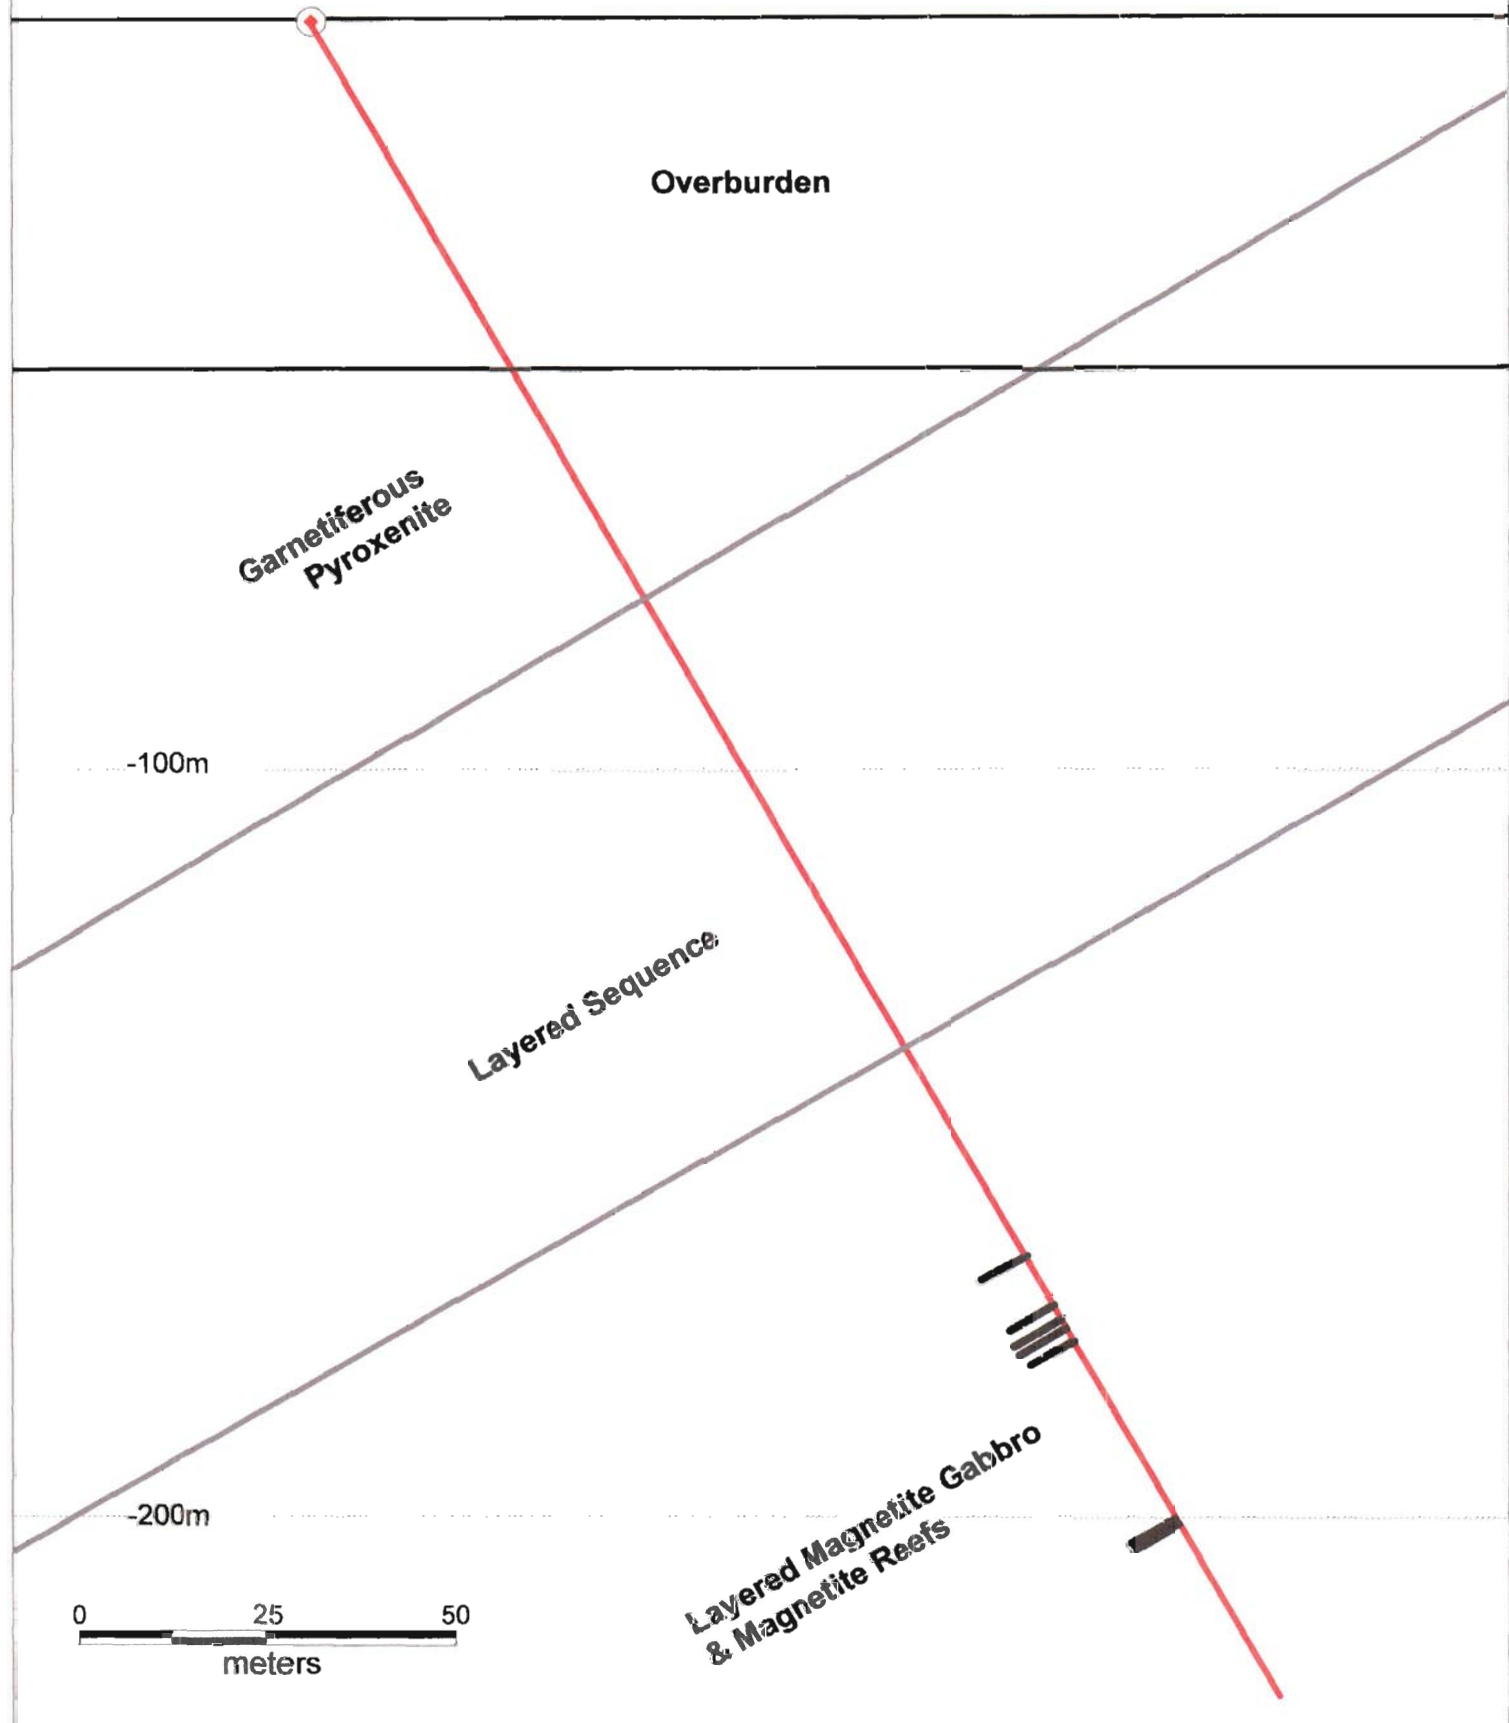 Overburden
Garnetiferous
Pyroxenite
-100m
Layered Sequence
Layered Magnetite Gabbro
& Magnetite Reefs
-200m
0 25 50
meters